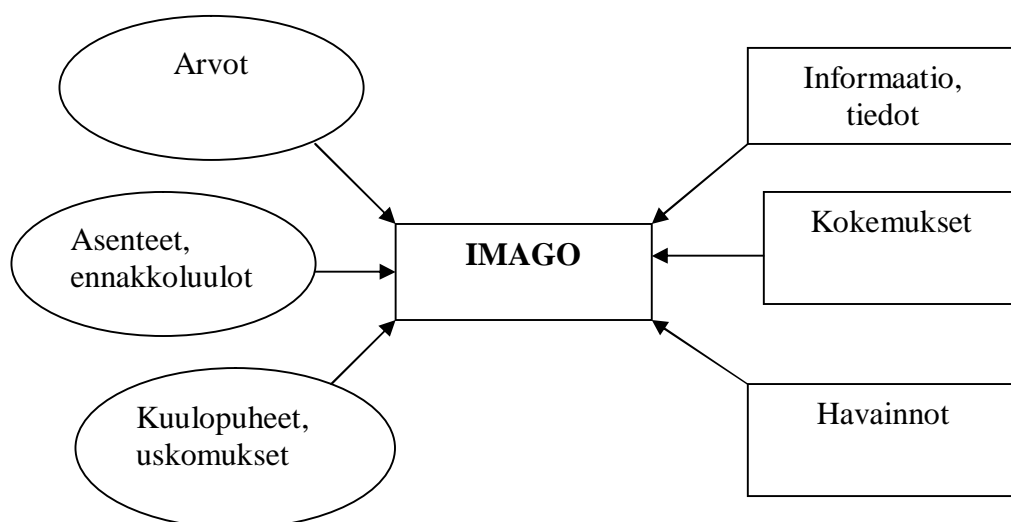 Arvot
Asenteet,
ennakkoluulot
Kuulopuheet,
uskomukset
IMAGO
Informaatio,
tiedot
Kokemukset
Havainnot